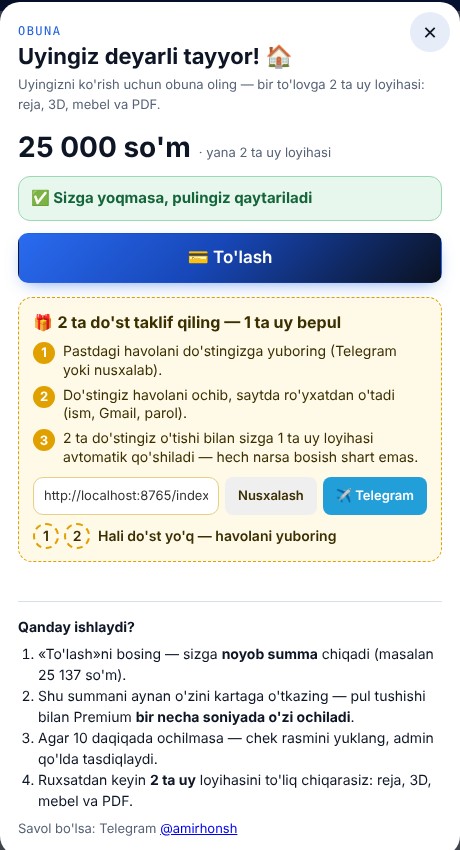 OBUNA
Uyingiz deyarli tayyor! 🏠
Uyingizni ko'rish uchun obuna oling — bir to'lovga 2 ta uy loyihasi:
reja, 3D, mebel va PDF.
25 000 so'm · yana 2 ta uy loyihasi
✅ Sizga yoqmasa, pulingiz qaytariladi
💳 To'lash
🎁 2 ta do'st taklif qiling — 1 ta uy bepul
1 Pastdagi havolani do'stingizga yuboring (Telegram
yoki nusxalab).
2 Do'stingiz havolani ochib, saytda ro'yxatdan o'tadi
(ism, Gmail, parol).
3 2 ta do'stingiz o'tishi bilan sizga 1 ta uy loyihasi
avtomatik qo'shiladi — hech narsa bosish shart emas.
http://localhost:8765/index Nusxalash ✈️ Telegram
1 2 Hali do'st yo'q — havolani yuboring
Qanday ishlaydi?
1. «To'lash»ni bosing — sizga noyob summa chiqadi (masalan
25 137 so'm).
2. Shu summani aynan o'zini kartaga o'tkazing — pul tushishi
bilan Premium bir necha soniyada o'zi ochiladi.
3. Agar 10 daqiqada ochilmasa — chek rasmini yuklang, admin
qo'lda tasdiqlaydi.
4. Ruxsatdan keyin 2 ta uy loyihasini to'liq chiqarasiz: reja, 3D,
mebel va PDF.
Savol bo'lsa: Telegram @amirhonsh